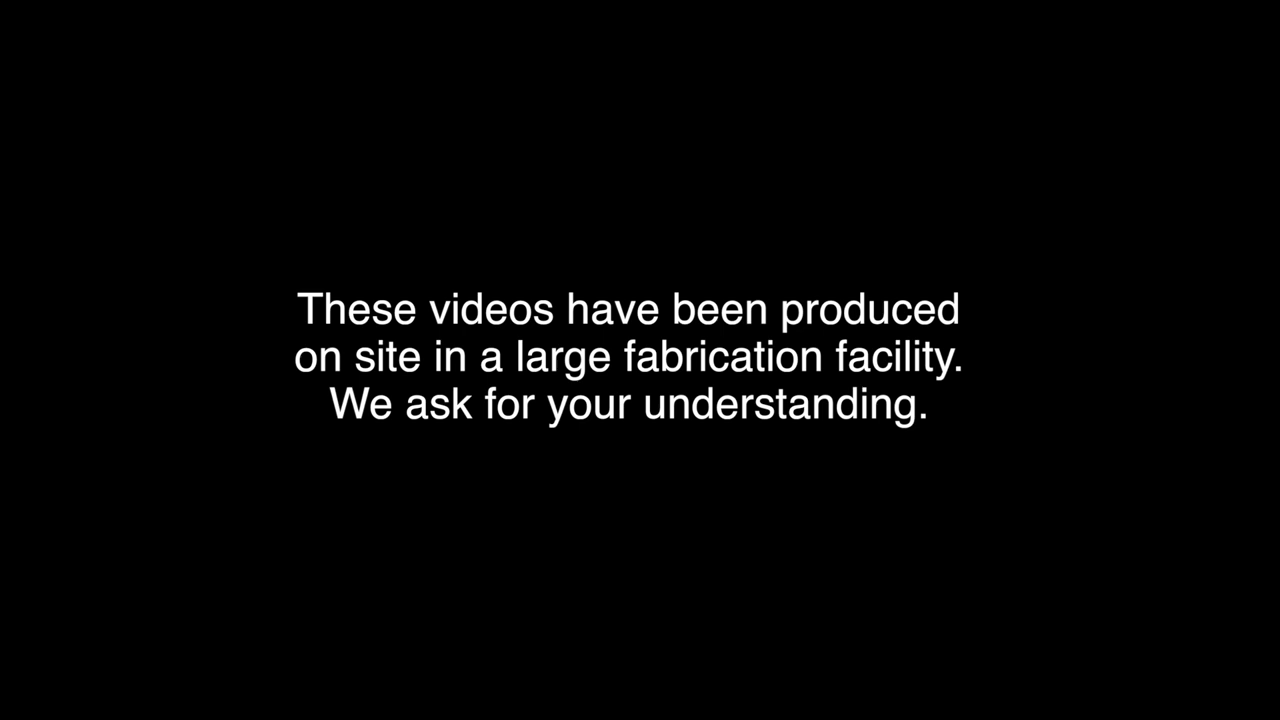 These videos have been produced
on site in a large fabrication facility.
We ask for your understanding.